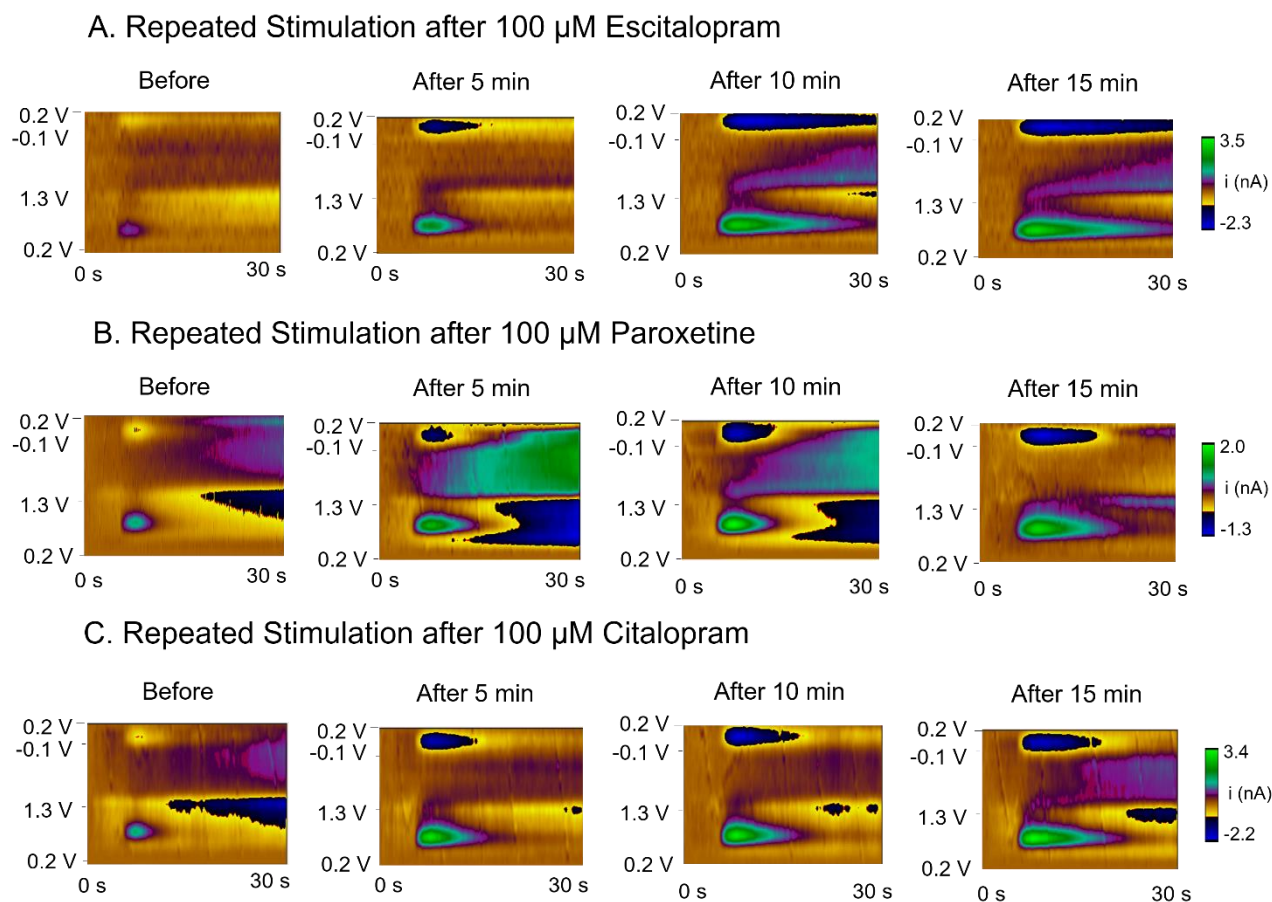 A. Repeated Stimulation after 100 µM Escitalopram
Before
After 5 min
After 10 min
After 15 min
0.2 V
-0.1 V
1.3 V
0.2 V
0 s
30 s
0.2 V
-0.1 V
1.3 V
0.2 V
0 s
30 s
0.2 V
-0.1 V
1.3 V
0.2 V
0 s
30 s
0.2 V
-0.1 V
1.3 V
0.2 V
0 s
30 s
3.5
i (nA)
-2.3
B. Repeated Stimulation after 100 µM Paroxetine
Before
After 5 min
After 10 min
After 15 min
0.2 V
-0.1 V
1.3 V
0.2 V
0 s
30 s
0.2 V
-0.1 V
1.3 V
0.2 V
0 s
30 s
0.2 V
-0.1 V
1.3 V
0.2 V
0 s
30 s
0.2 V
-0.1 V
1.3 V
0.2 V
0 s
30 s
2.0
i (nA)
-1.3
C. Repeated Stimulation after 100 µM Citalopram
Before
After 5 min
After 10 min
After 15 min
0.2 V
-0.1 V
1.3 V
0.2 V
0 s
30 s
0.2 V
-0.1 V
1.3 V
0.2 V
0 s
30 s
0.2 V
-0.1 V
1.3 V
0.2 V
0 s
30 s
0.2 V
-0.1 V
1.3 V
0.2 V
0 s
30 s
3.4
i (nA)
-2.2